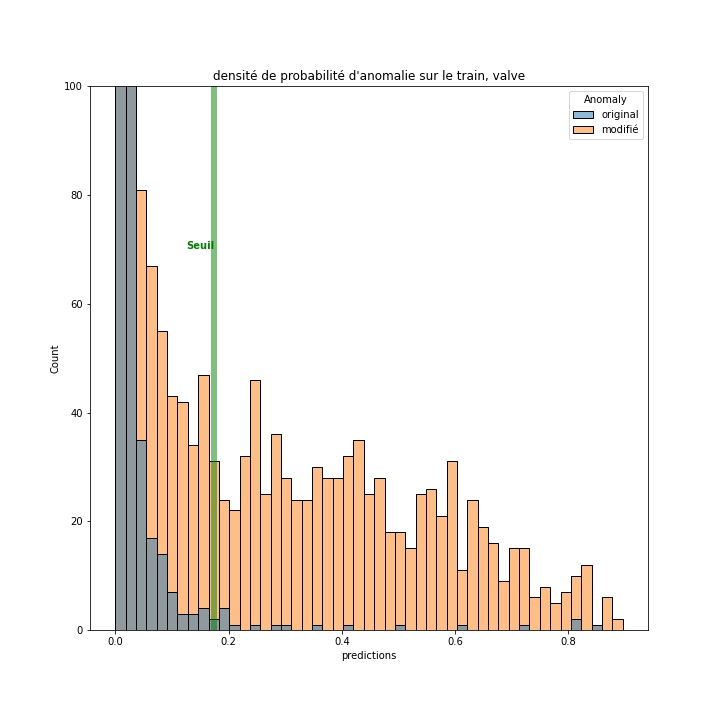 densité de probabilité d'anomalie sur le train, valve
Anomaly
original
modifié
Seuil
Count
100
80
60
40
20
0
0.0 0.2 0.4 0.6 0.8
predictions